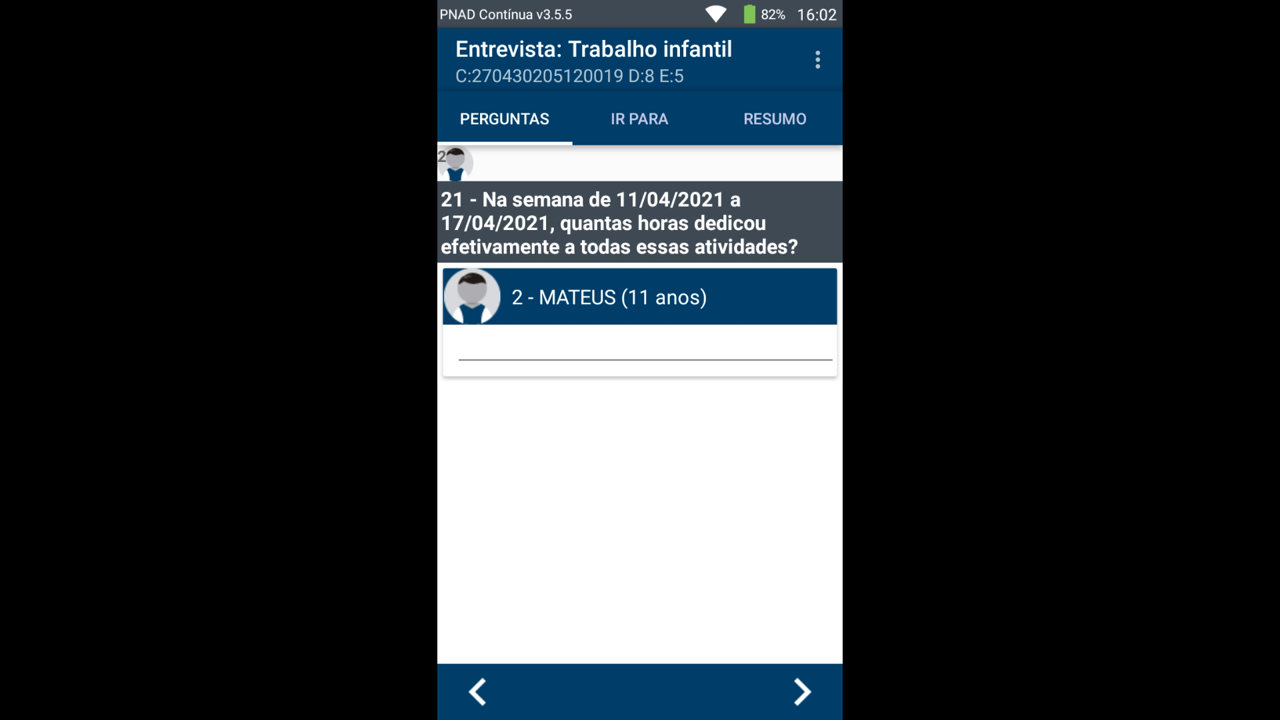 PNAD Contínua v3.5.5 82% 16:02
Entrevista: Trabalho infantil
C:270430205120019 D:8 E:5
PERGUNTAS IR PARA RESUMO
2
21 - Na semana de 11/04/2021 a
17/04/2021, quantas horas dedicou
efetivamente a todas essas atividades?
2 - MATEUS (11 anos)